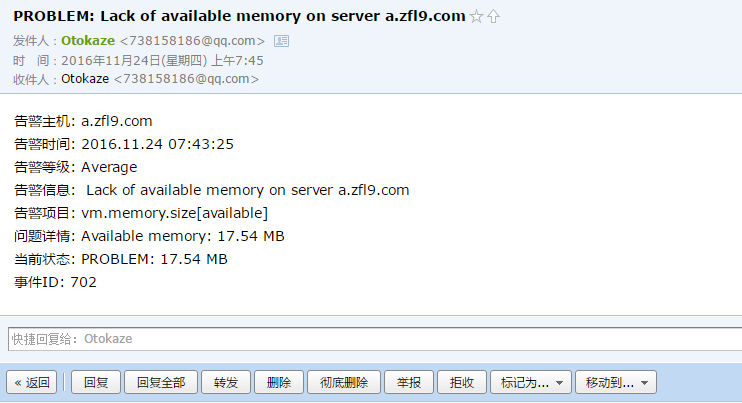 PROBLEM: Lack of available memory on server a.zfl9.com
发件人：Otokaze <738158186@qq.com>
时 间：2016年11月24日(星期四) 上午7:45
收件人：Otokaze <738158186@qq.com>
告警主机: a.zfl9.com
告警时间: 2016.11.24 07:43:25
告警等级: Average
告警信息: Lack of available memory on server a.zfl9.com
告警项目: vm.memory.size[available]
问题详情: Available memory: 17.54 MB
当前状态: PROBLEM: 17.54 MB
事件ID: 702
快捷回复给：Otokaze
« 返回 回复 回复全部 转发 删除 彻底删除 举报 拒收 标记为... 移动到...